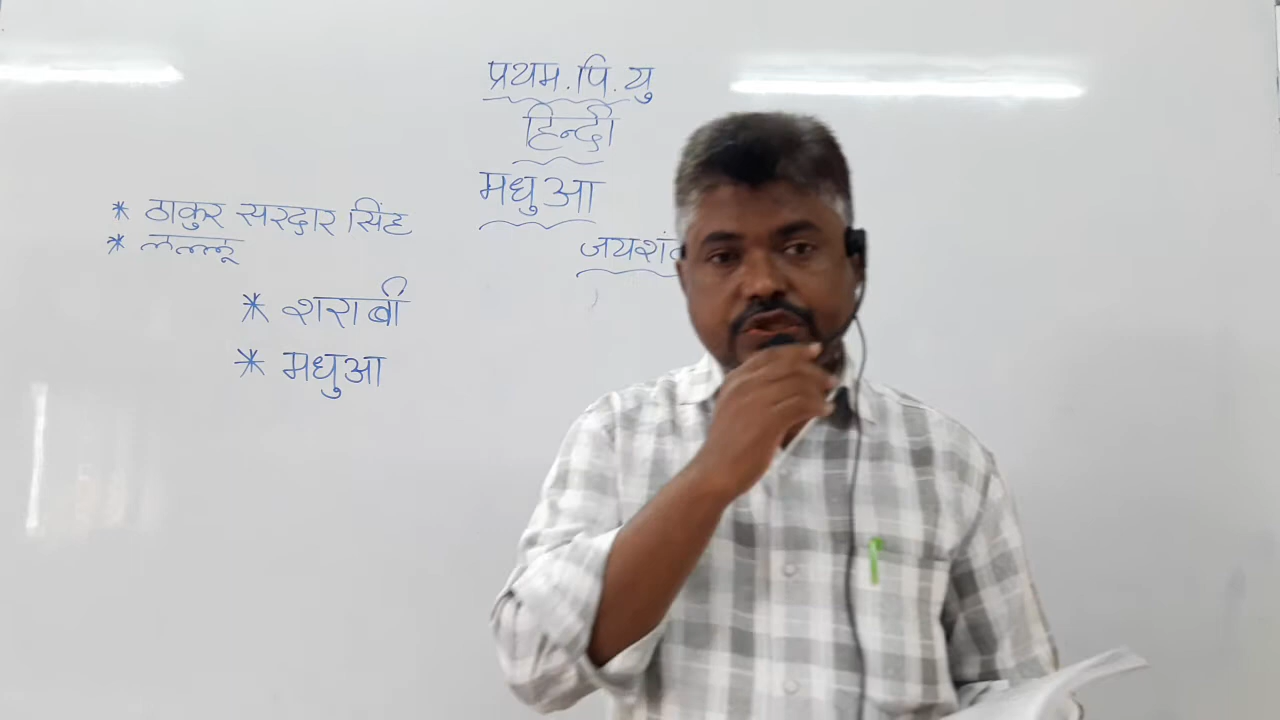 प्रथम.पि.यु
हिन्दी
मधुआ
जयशं
* ठाकुर सरदार सिंह
* लल्लू
* शराबी
* मधुआ